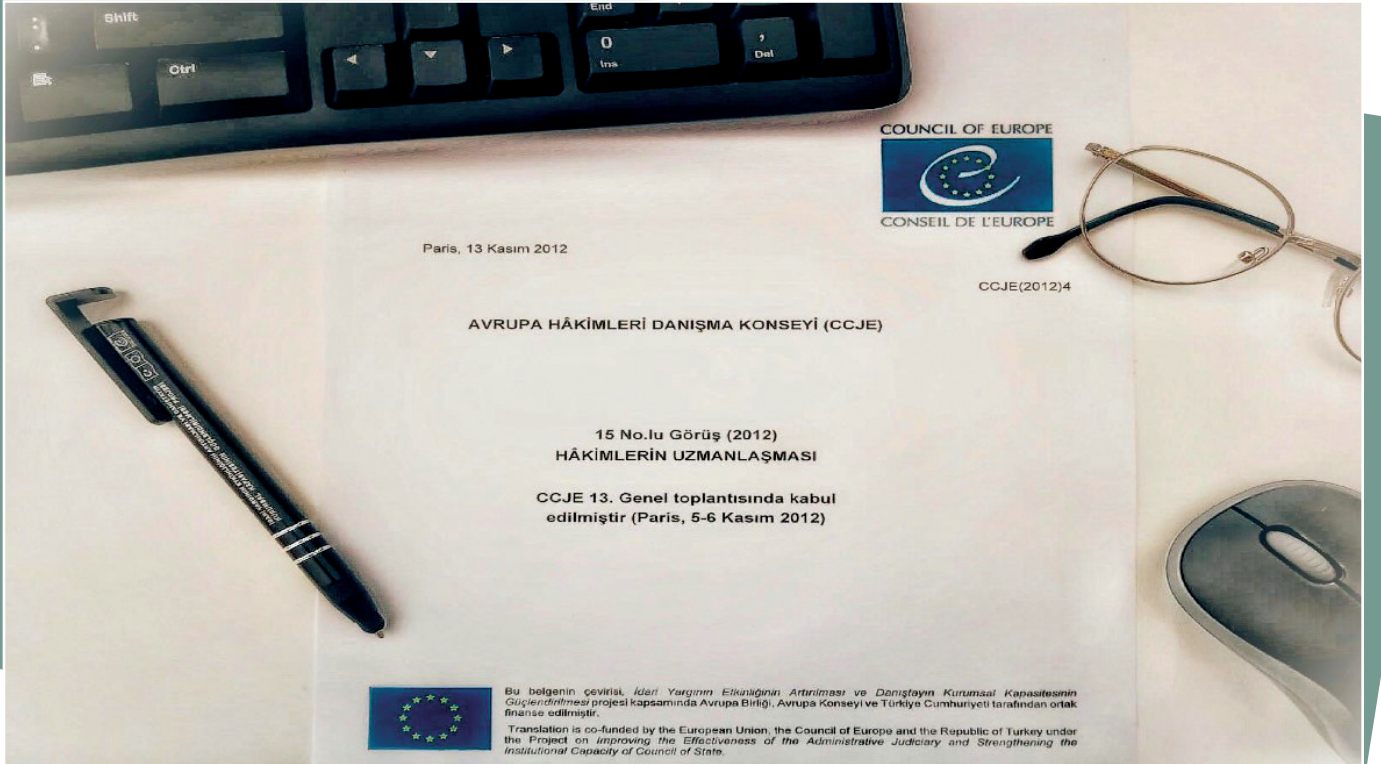 Shift
End
Ctrl
0
Ins
,
Del
COUNCIL OF EUROPE
CONSEIL DE L'EUROPE
Paris, 13 Kasım 2012
CCJE(2012)4
AVRUPA HÂKİMLERİ DANIŞMA KONSEYİ (CCJE)
15 No.lu Görüş (2012)
HÂKİMLERİN UZMANLAŞMASI
CCJE 13. Genel toplantısında kabul
edilmiştir (Paris, 5-6 Kasım 2012)
Bu belgenin çevirisi, İdari Yargının Etkinliğinin Artırılması ve Danıştayın Kurumsal Kapasitesinin
Güçlendirilmesi projesi kapsamında Avrupa Birliği, Avrupa Konseyi ve Türkiye Cumhuriyeti tarafından ortak
finanse edilmiştir.
Translation is co-funded by the European Union, the Council of Europe and the Republic of Turkey under
the Project on Improving the Effectiveness of the Administrative Judiciary and Strengthening the
Institutional Capacity of Council of State.